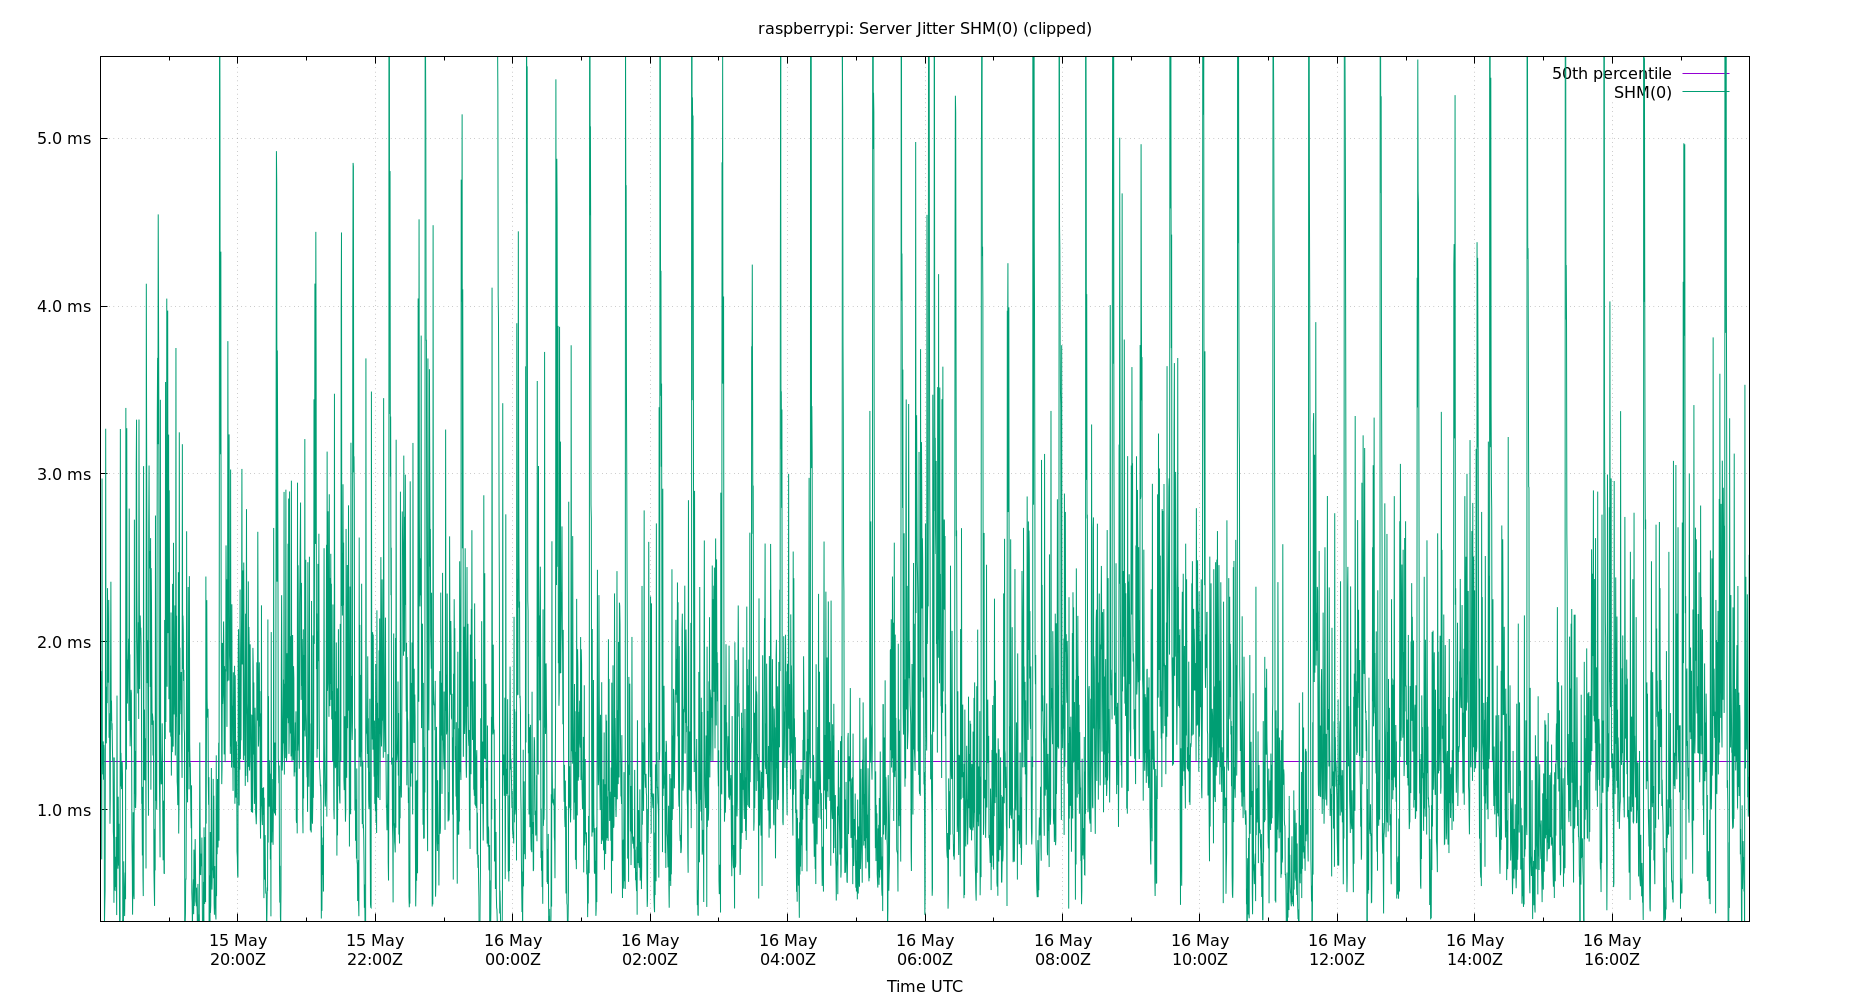 raspberrypi: Server Jitter SHM(0) (clipped)
50th percentile
SHM(0)
5.0 ms
4.0 ms
3.0 ms
2.0 ms
1.0 ms
15 May 15 May 16 May 16 May 16 May 16 May 16 May 16 May 16 May 16 May 16 May
20:00Z 22:00Z 00:00Z 02:00Z 04:00Z 06:00Z 08:00Z 10:00Z 12:00Z 14:00Z 16:00Z
Time UTC